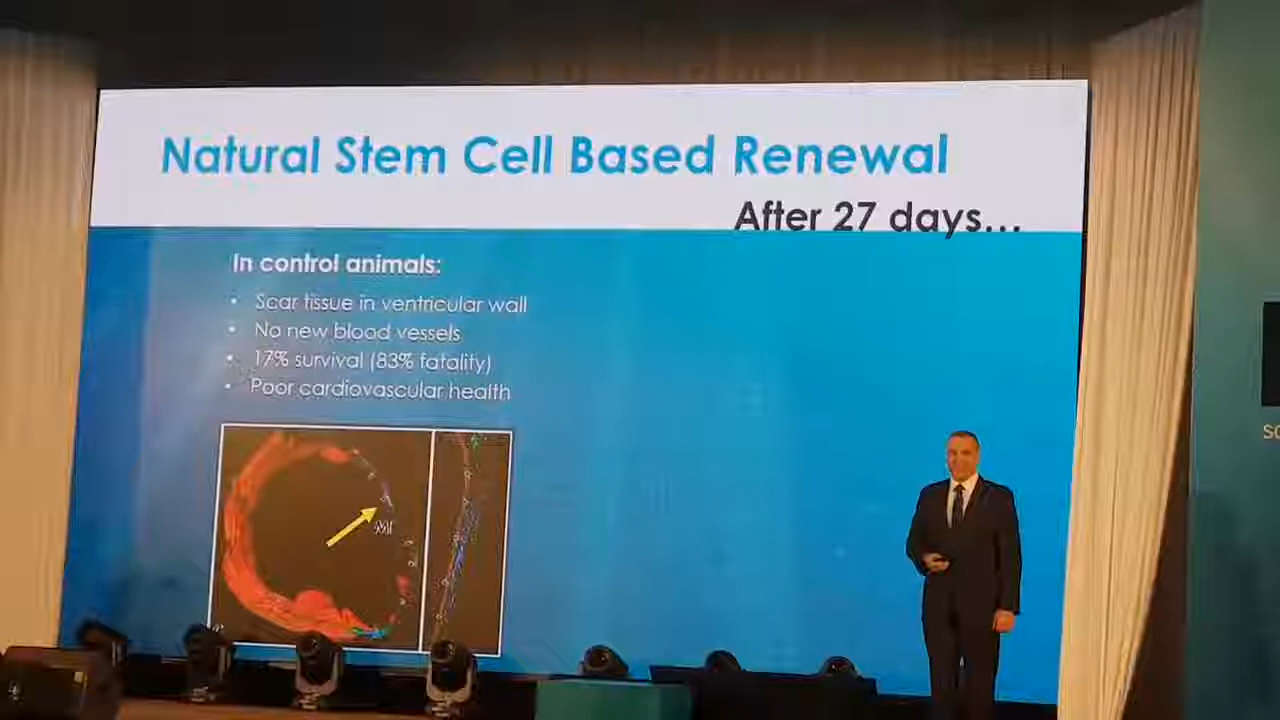 Natural Stem Cell Based Renewal
After 27 days...
In control animals:
• Scar tissue in ventricular wall
• No new blood vessels
• 17% survival (83% fatality)
• Poor cardiovascular health
MI